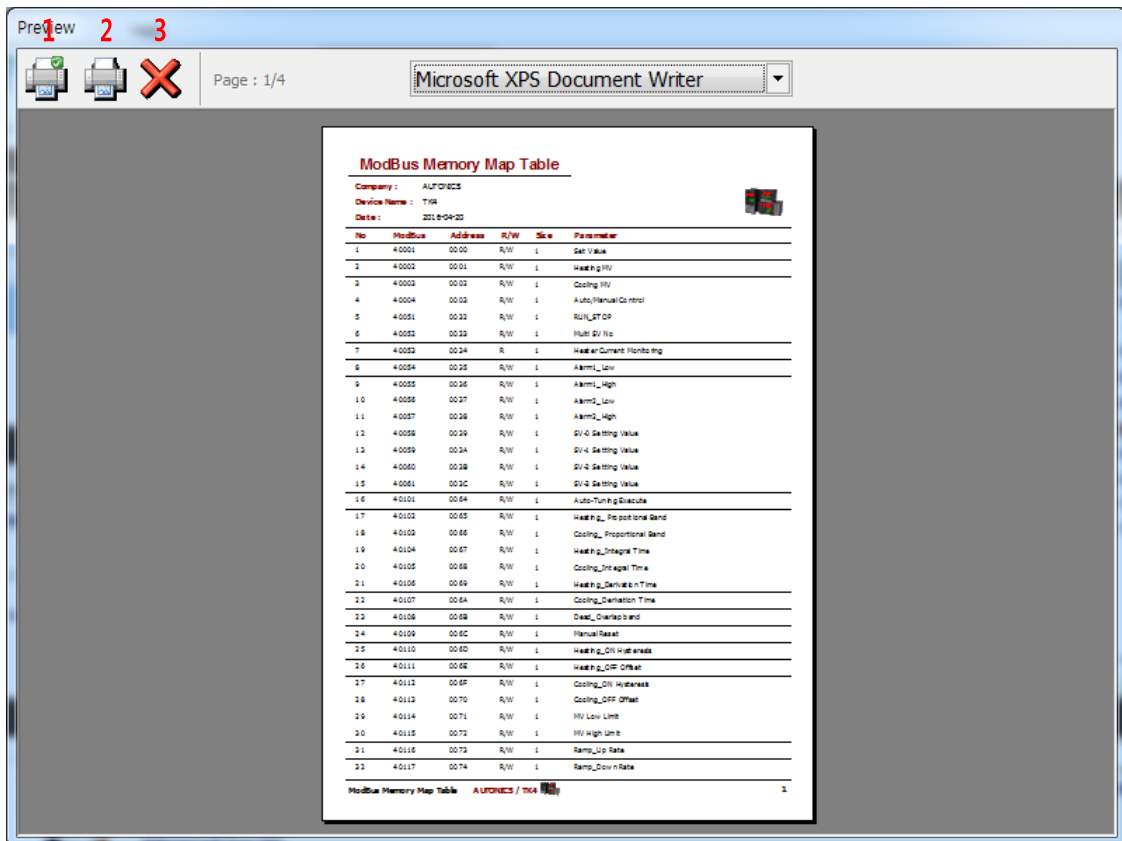 Preview
1 2 3
Page : 1/4
Microsoft XPS Document Writer
ModBus Memory Map Table
Company : AUTONICS
Device Name : TK4
Date : 2016-04-20
No ModBus Address R/W Size Parameter
1 40001 0000 R/W 1 Set Value
2 40002 0001 R/W 1 Heating MV
3 40003 0002 R/W 1 Cooling MV
4 40004 0003 R/W 1 Auto/Manual Control
5 40051 0032 R/W 1 RUN_STOP
6 40052 0033 R/W 1 Multi SV No
7 40053 0034 R 1 Heater Current Monitoring
8 40054 0035 R/W 1 Alarm1_Low
9 40055 0036 R/W 1 Alarm1_High
10 40056 0037 R/W 1 Alarm2_Low
11 40057 0038 R/W 1 Alarm2_High
12 40058 0039 R/W 1 SV-0 Setting Value
13 40059 003A R/W 1 SV-1 Setting Value
14 40060 003B R/W 1 SV-2 Setting Value
15 40061 003C R/W 1 SV-3 Setting Value
16 40101 0064 R/W 1 Auto-Tuning Execute
17 40102 0065 R/W 1 Heating_ Proportional Band
18 40103 0066 R/W 1 Cooling_ Proportional Band
19 40104 0067 R/W 1 Heating_Integral Time
20 40105 0068 R/W 1 Cooling_Integral Time
21 40106 0069 R/W 1 Heating_Derivation Time
22 40107 006A R/W 1 Cooling_Derivation Time
23 40108 006B R/W 1 Dead_ Overlap band
24 40109 006C R/W 1 Manual Reset
25 40110 006D R/W 1 Heating_ON Hysteresis
26 40111 006E R/W 1 Heating_OFF Offset
27 40112 006F R/W 1 Cooling_ON Hysteresis
28 40113 0070 R/W 1 Cooling_OFF Offset
29 40114 0071 R/W 1 MV Low Limit
30 40115 0072 R/W 1 MV High Limit
31 40116 0073 R/W 1 Ramp_Up Rate
32 40117 0074 R/W 1 Ramp_Down Rate
ModBus Memory Map Table AUTONICS / TK4 1